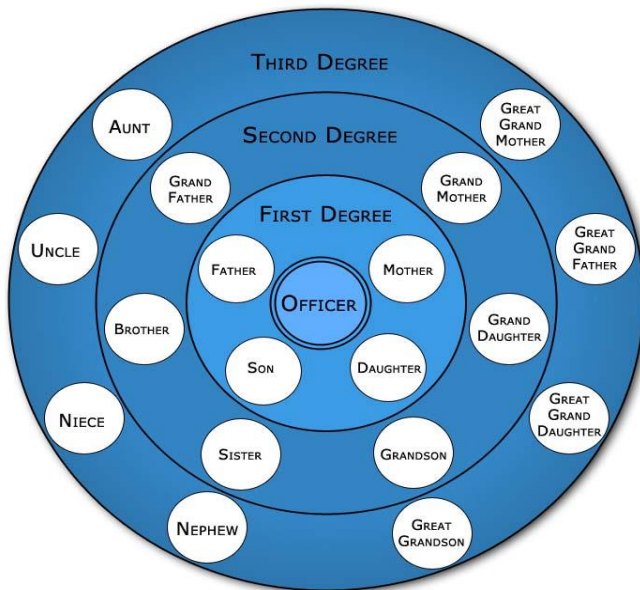 THIRD DEGREE
AUNT
GREAT
GRAND
MOTHER
SECOND DEGREE
GRAND
FATHER
GRAND
MOTHER
FIRST DEGREE
UNCLE
GREAT
GRAND
FATHER
FATHER
MOTHER
OFFICER
BROTHER
GRAND
DAUGHTER
SON
DAUGHTER
NIECE
GREAT
GRAND
DAUGHTER
SISTER
GRANDSON
NEPHEW
GREAT
GRANDSON